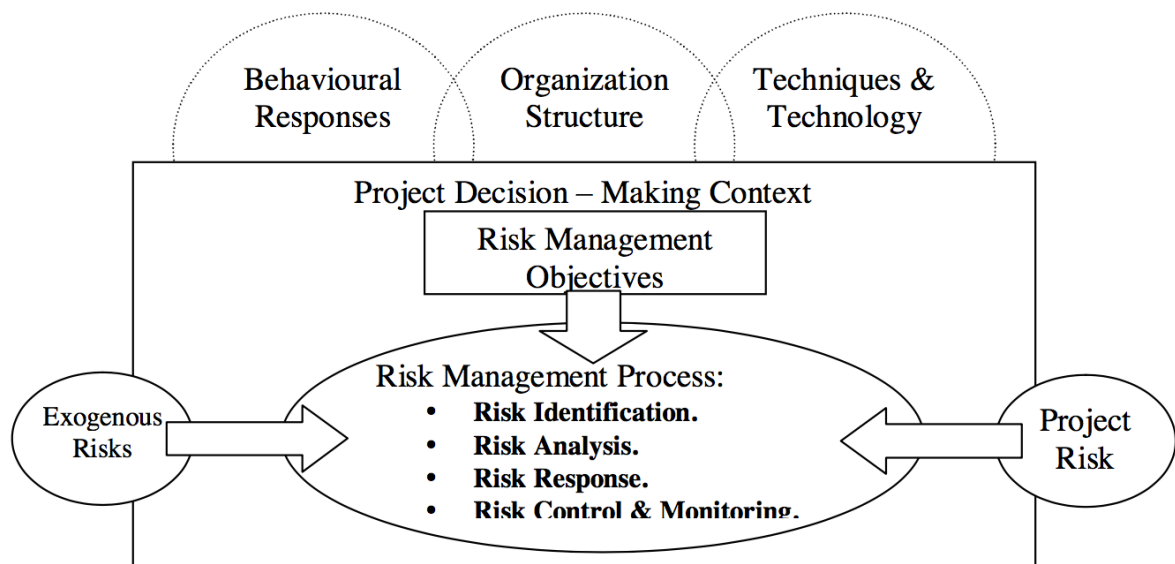 Behavioural
Responses
Organization
Structure
Techniques &
Technology
Project Decision – Making Context
Risk Management
Objectives
Risk Management Process:
• Risk Identification.
• Risk Analysis.
• Risk Response.
• Risk Control & Monitoring.
Exogenous
Risks
Project
Risk